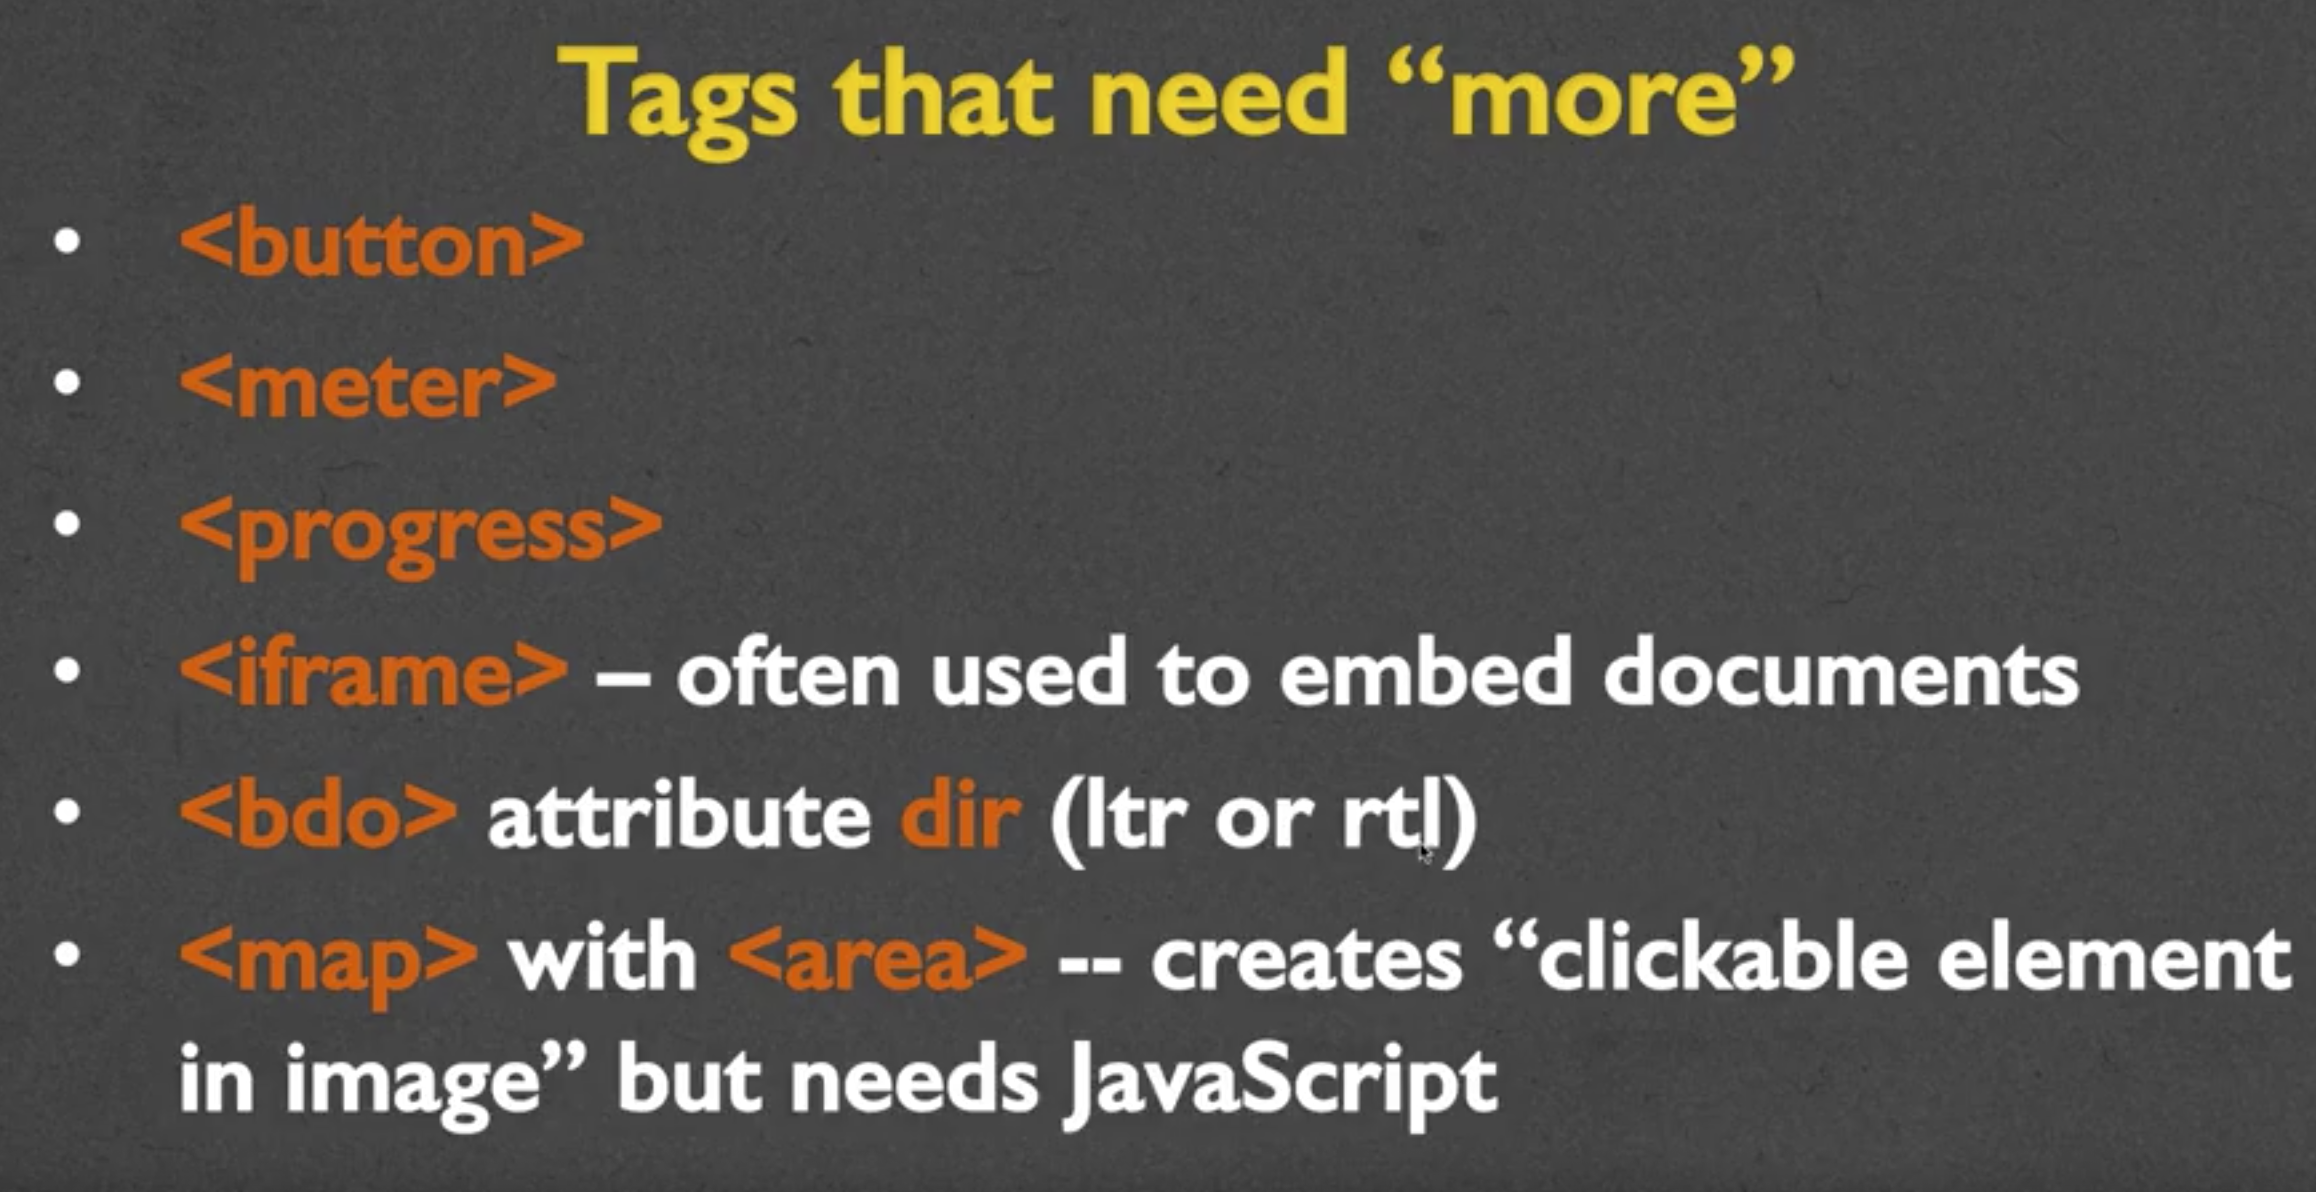 Tags that need “more”
• <button>
• <meter>
• <progress>
• <iframe> – often used to embed documents
• <bdo> attribute dir (ltr or rtl)
• <map> with <area> -- creates “clickable element
in image” but needs JavaScript